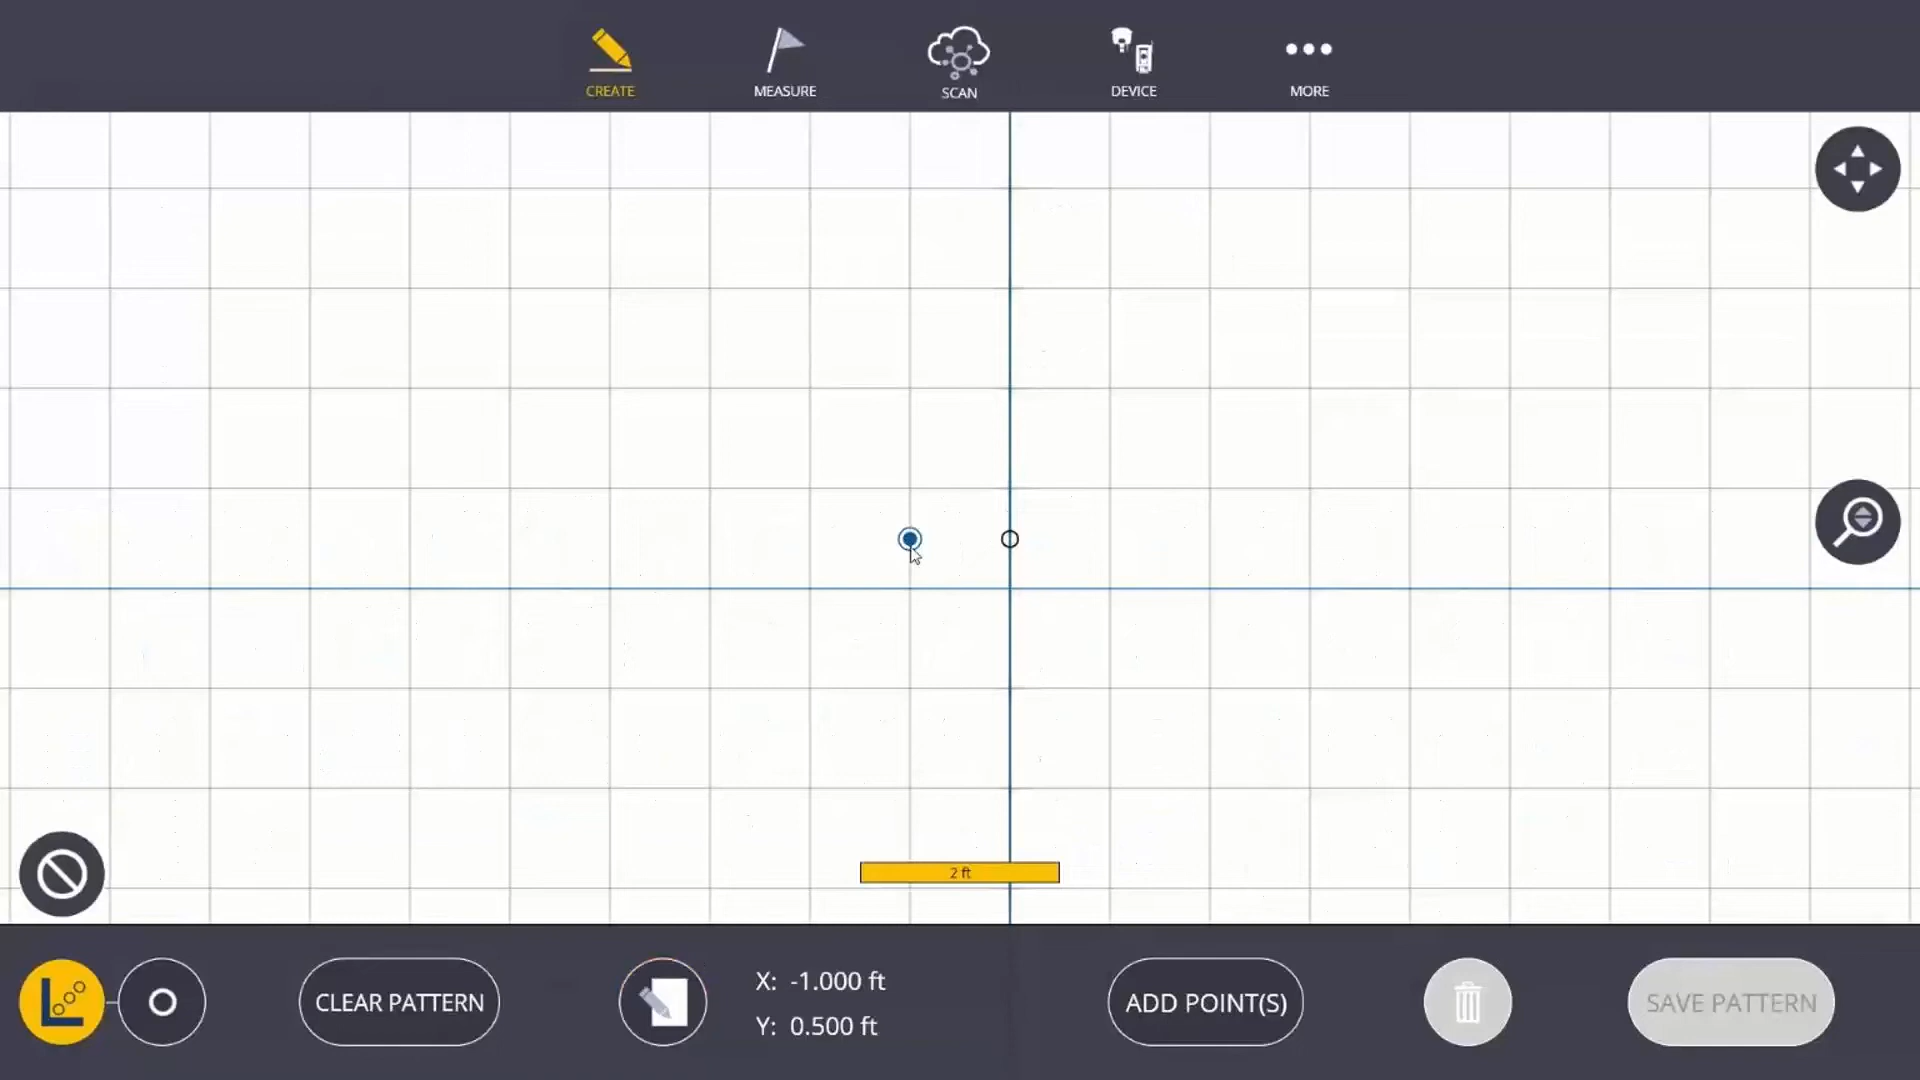 CREATE
MEASURE
SCAN
DEVICE
MORE
2 ft
CLEAR PATTERN
X: -1.000 ft
Y: 0.500 ft
ADD POINT(S)
SAVE PATTERN